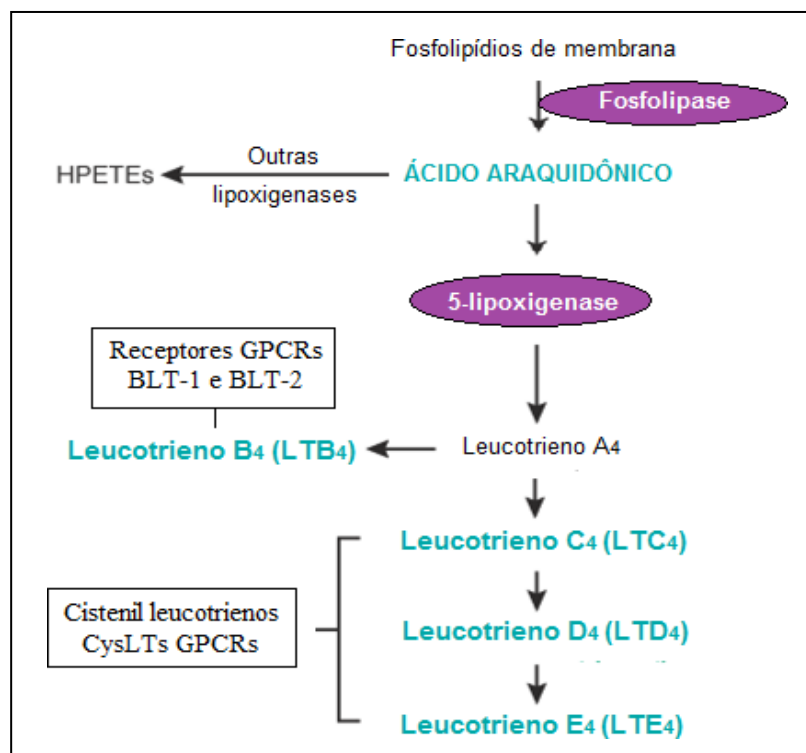 Fosfolipídios de membrana
Fosfolipase
Outras
HPETEs
ÁCIDO ARAQUIDÔNICO
lipoxigenases
5-lipoxigenase
Receptores GPCRs
BLT-1 e BLT-2
Leucotrieno B4 (LTB4)
Leucotrieno A4
Leucotrieno C4 (LTC4)
Cistenil leucotrienos
CysLTs GPCRs
Leucotrieno D4 (LTD4)
Leucotrieno E4 (LTE4)